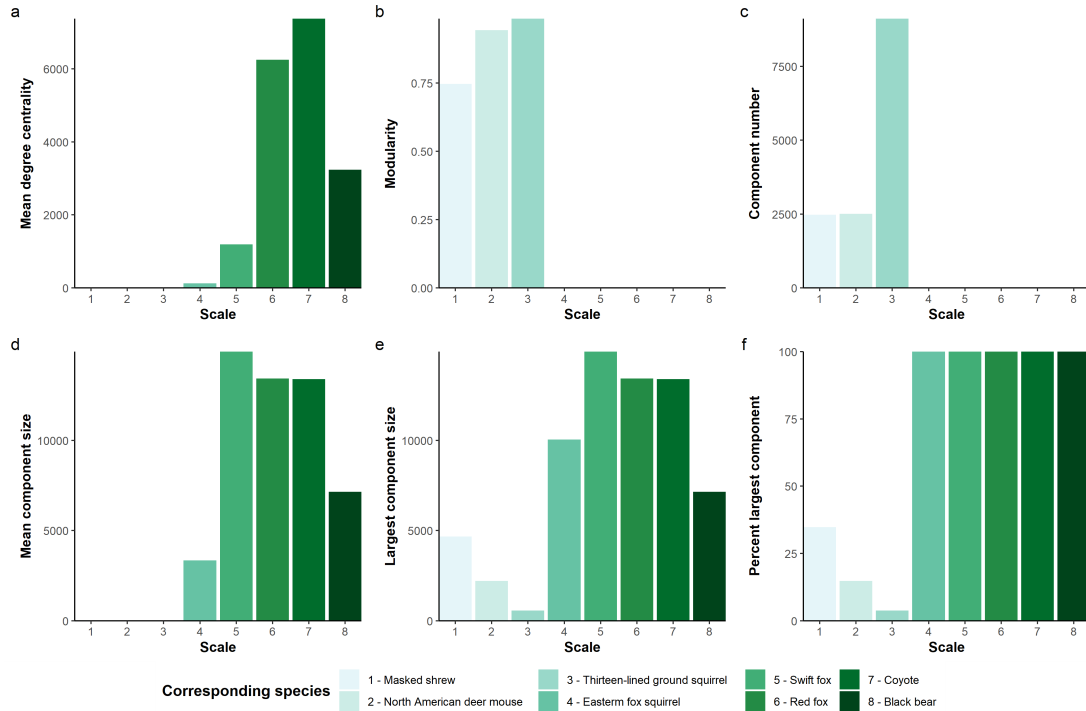 a
b
c
Mean degree centrality
6000
4000
2000
0
1 2 3 4 5 6 7 8
Scale
Modularity
0.75
0.50
0.25
0.00
1 2 3 4 5 6 7 8
Scale
Component number
7500
5000
2500
0
1 2 3 4 5 6 7 8
Scale
d
e
f
Mean component size
10000
5000
0
1 2 3 4 5 6 7 8
Scale
Largest component size
10000
5000
0
1 2 3 4 5 6 7 8
Scale
Percent largest component
100
75
50
25
0
1 2 3 4 5 6 7 8
Scale
Corresponding species
1 - Masked shrew
2 - North American deer mouse
3 - Thirteen-lined ground squirrel
4 - Easterm fox squirrel
5 - Swift fox
6 - Red fox
7 - Coyote
8 - Black bear